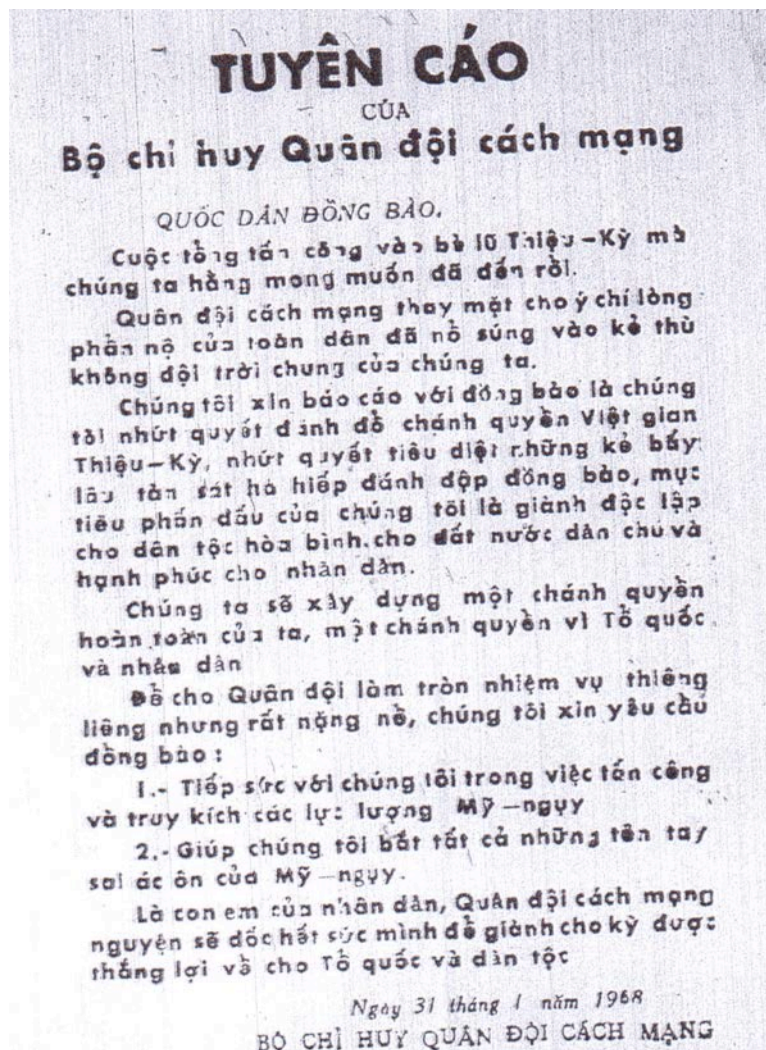 TUYÊN CÁO
CỦA
Bộ chỉ huy Quân đội cách mạng
QUỐC DÂN ĐỒNG BÀO.
Cuộc tổng tấn công vào bè lũ Thiệu-Kỳ mà
chúng ta hằng mong muốn đã đến rồi.
Quân đội cách mạng thay mặt cho ý chí lòng
phẫn nộ của toàn dân đã nổ súng vào kẻ thù
không đội trời chung của chúng ta.
Chúng tôi xin báo cáo với đồng bào là chúng
tôi nhứt quyết đánh đổ chánh quyền Việt gian
Thiệu-Kỳ, nhứt quyết tiêu diệt những kẻ bấy
lâu tàn sát hà hiếp đánh đập đồng bào, mục
tiêu phấn đấu của chúng tôi là giành độc lập
cho dân tộc hòa bình cho đất nước dân chủ và
hạnh phúc cho nhân dân.
Chúng ta sẽ xây dựng một chánh quyền
hoàn toàn của ta, một chánh quyền vì Tổ quốc
và nhân dân
Để cho Quân đội làm tròn nhiệm vụ thiêng
liêng nhưng rất nặng nề, chúng tôi xin yêu cầu
đồng bào :
1.- Tiếp sức với chúng tôi trong việc tấn công
và truy kích các lực lượng Mỹ-ngụy
2.- Giúp chúng tôi bắt tất cả những tên tay
sai ác ôn của Mỹ-ngụy.
Là con em của nhân dân, Quân đội cách mạng
nguyện sẽ dốc hết sức mình để giành cho kỳ được
thắng lợi về cho Tổ quốc và dân tộc
Ngày 31 tháng 1 năm 1968
BỘ CHỈ HUY QUÂN ĐỘI CÁCH MẠNG